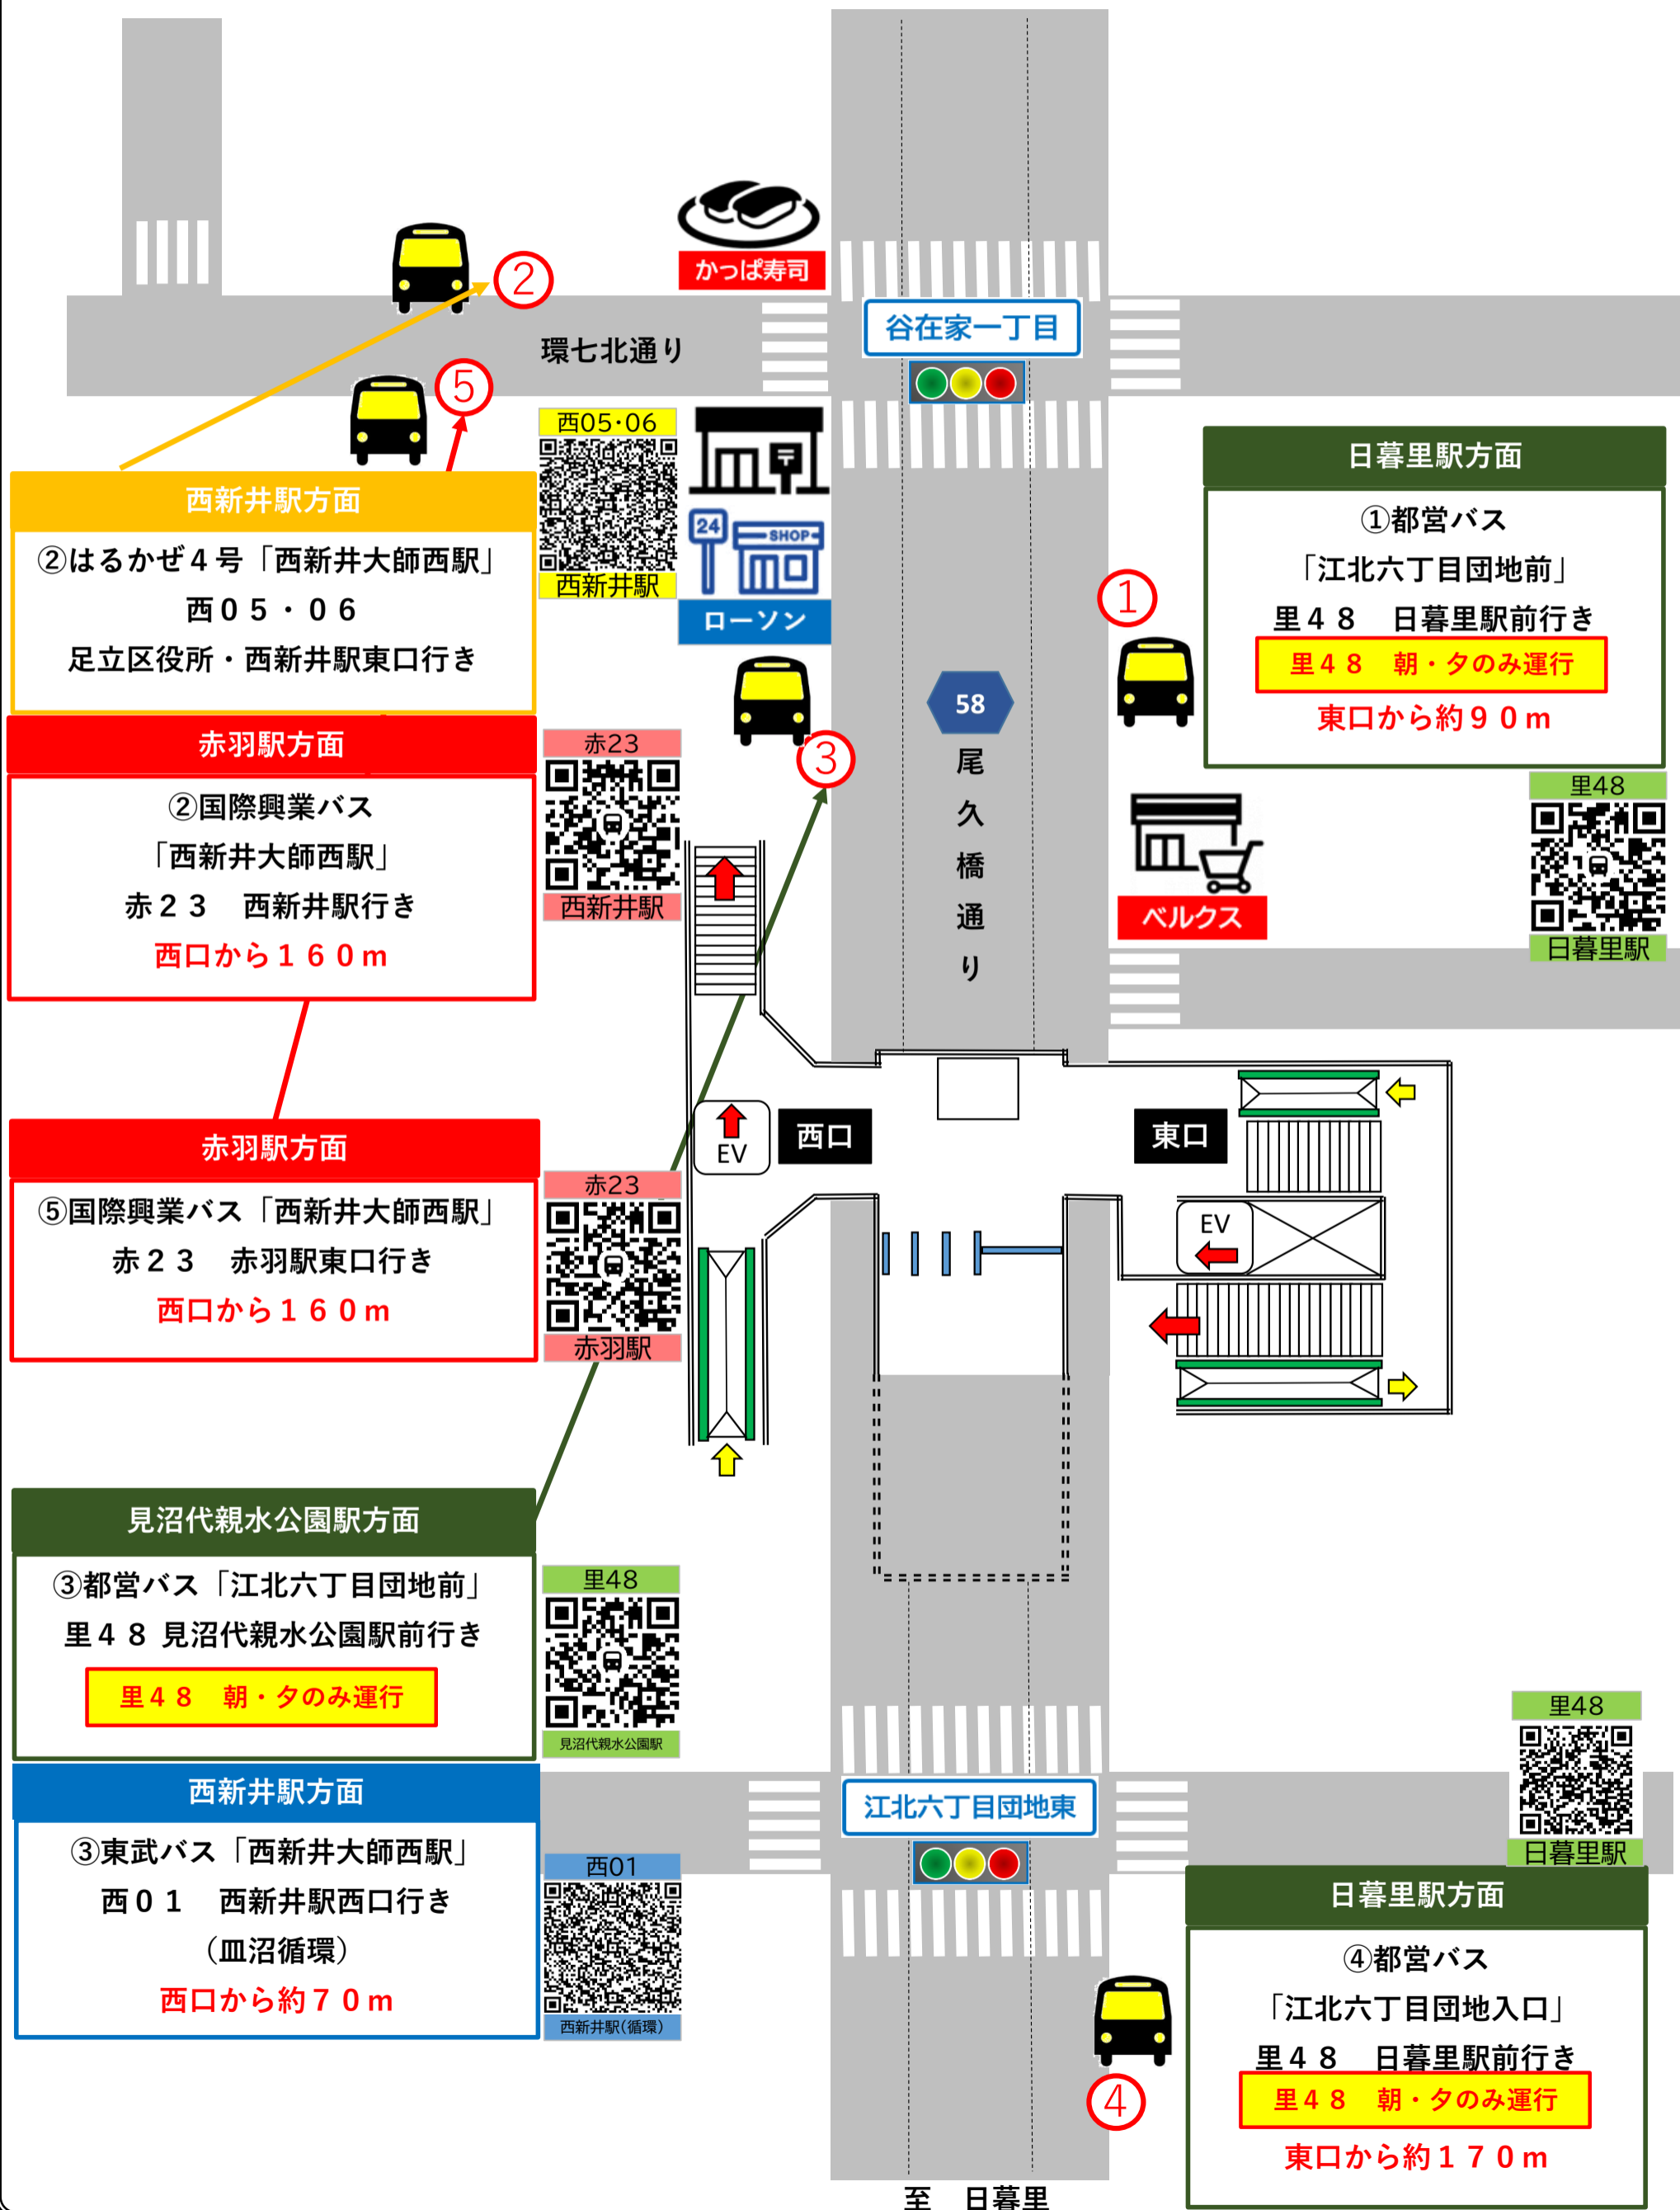 かっぱ寿司
②
谷在家一丁目
環七北通り
⑤
西05・06
西新井駅
24
SHOP
ローソン
西新井駅方面
②はるかぜ４号「西新井大師西駅」
西０５・０６
足立区役所・西新井駅東口行き
日暮里駅方面
①都営バス
「江北六丁目団地前」
里４８　日暮里駅前行き
里４８　朝・夕のみ運行
東口から約９０ｍ
①
58
尾久橋通り
③
赤羽駅方面
②国際興業バス
「西新井大師西駅」
赤２３　西新井駅行き
西口から１６０ｍ
赤23
西新井駅
里48
日暮里駅
ベルクス
西口
東口
EV
EV
赤羽駅方面
⑤国際興業バス「西新井大師西駅」
赤２３　赤羽駅東口行き
西口から１６０ｍ
赤23
赤羽駅
見沼代親水公園駅方面
③都営バス「江北六丁目団地前」
里４８ 見沼代親水公園駅前行き
里４８　朝・夕のみ運行
里48
見沼代親水公園駅
西新井駅方面
③東武バス「西新井大師西駅」
西０１　西新井駅西口行き
（皿沼循環）
西口から約７０ｍ
西01
西新井駅(循環)
江北六丁目団地東
里48
日暮里駅
日暮里駅方面
④都営バス
「江北六丁目団地入口」
里４８　日暮里駅前行き
里４８　朝・夕のみ運行
東口から約１７０ｍ
④
至　日暮里